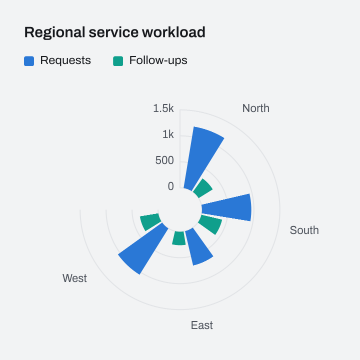 Regional service workload
Requests
Follow-ups
1.5k
1k
500
0
North
South
East
West